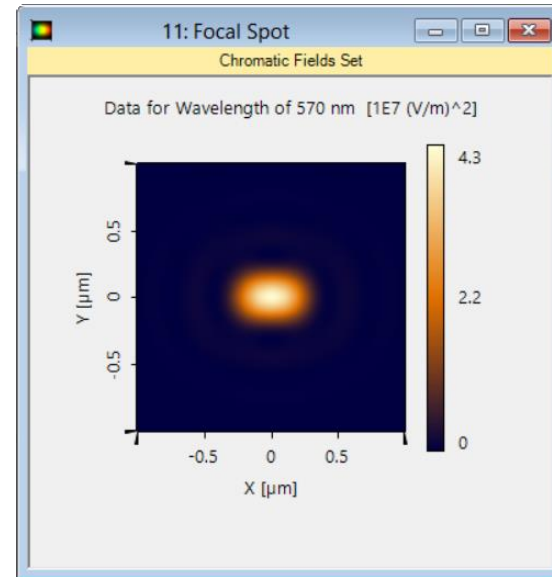 11: Focal Spot
Chromatic Fields Set
Data for Wavelength of 570 nm [1E7 (V/m)^2]
4.3
2.2
0
Y [µm]
0.5
0
-0.5
-0.5
0
0.5
X [µm]